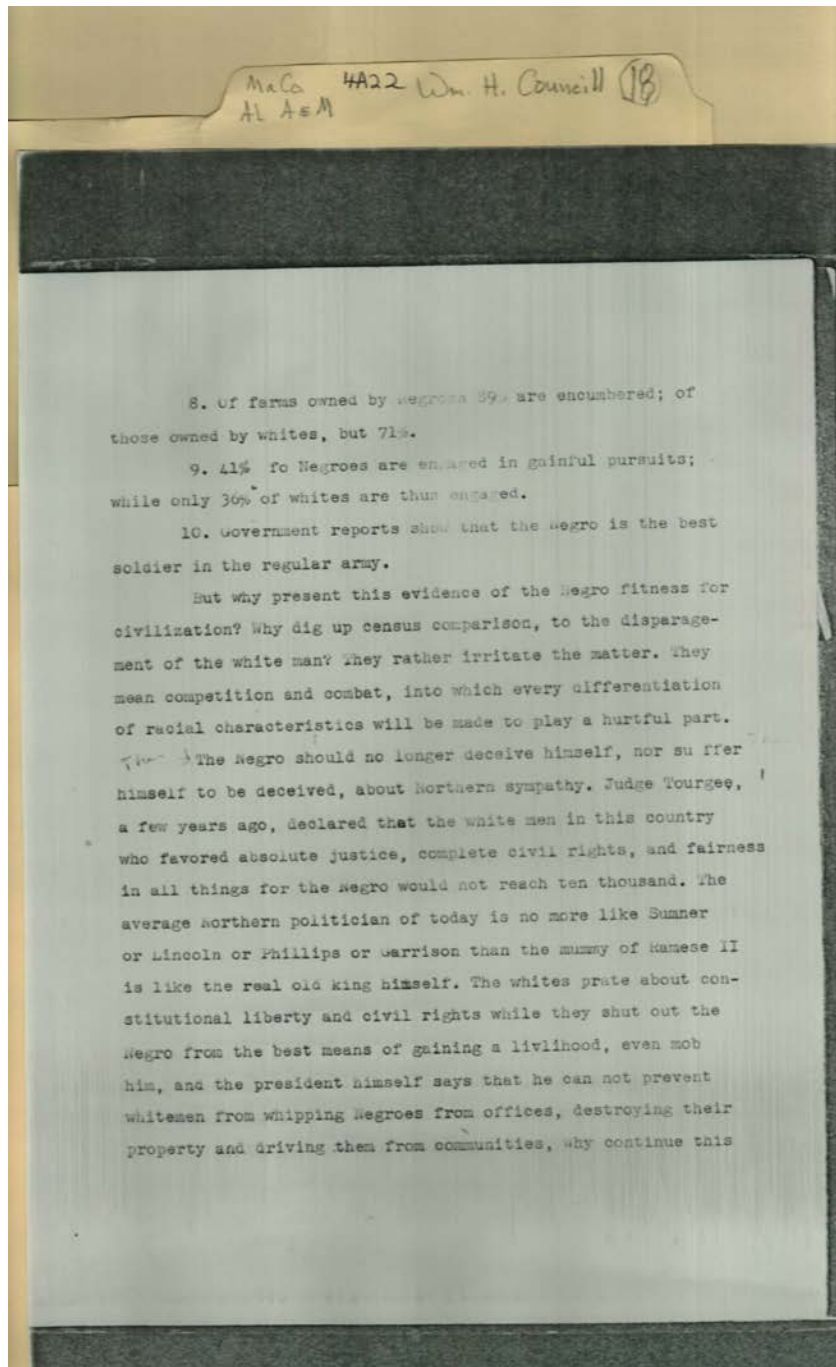 MaCo 4A22 Wm. H. Councill 18
AL A&M
8. Of farms owned by Negroes 89% are encumbered; of
those owned by whites, but 71%.
9. 41% fo Negroes are engaged in gainful pursuits;
while only 36% of whites are thus engaged.
10. Government reports show that the Negro is the best
soldier in the regular army.
But why present this evidence of the Negro fitness for
civilization? Why dig up census comparison, to the disparage-
ment of the white man? They rather irritate the matter. They
mean competition and combat, into which every differentiation
of racial characteristics will be made to play a hurtful part.
The Negro should no longer deceive himself, nor su ffer
himself to be deceived, about Northern sympathy. Judge Tourgee,
a few years ago, declared that the white men in this country
who favored absolute justice, complete civil rights, and fairness
in all things for the Negro would not reach ten thousand. The
average Northern politician of today is no more like Sumner
or Lincoln or Phillips or Garrison than the mummy of Ramese II
is like the real old king himself. The whites prate about con-
stitutional liberty and civil rights while they shut out the
Negro from the best means of gaining a livlihood, even mob
him, and the president himself says that he can not prevent
whitemen from whipping Negroes from offices, destroying their
property and driving them from communities, why continue this